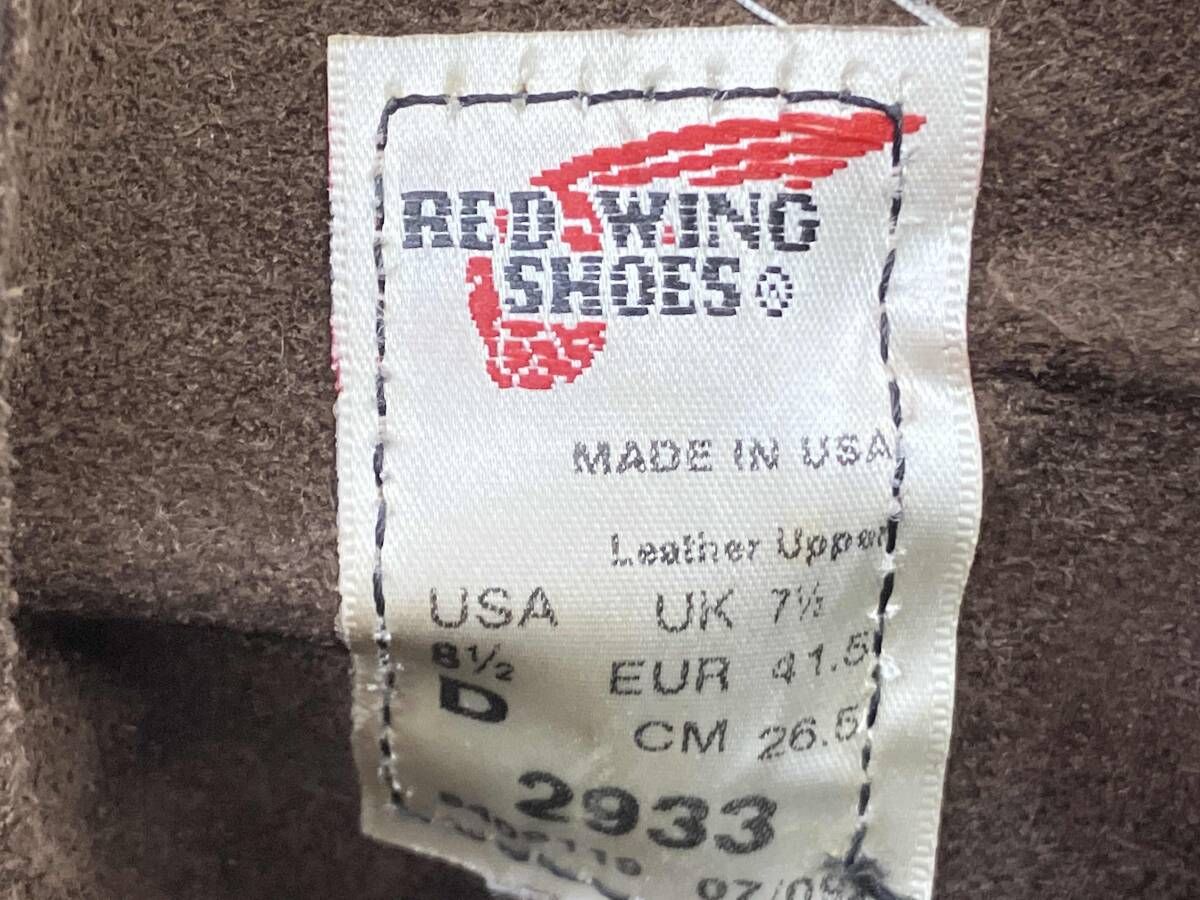 RED WING
SHOES®
MADE IN USA
Leather Upper
USA UK 7½
8½ EUR 41.5
D CM 26.5
2933